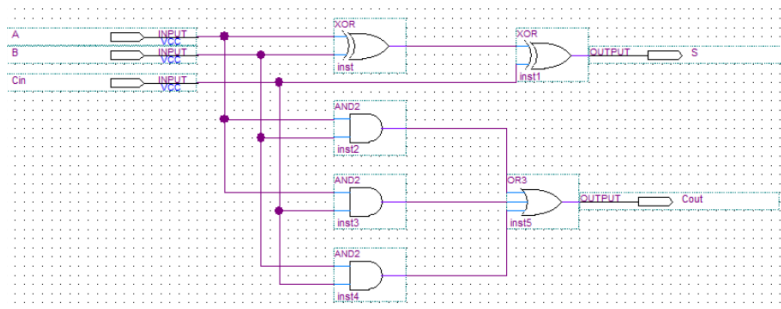 XOR
A INPUT VCC
XOR
B INPUT VCC
OUTPUT S
inst
Cin INPUT VCC
inst1
AND2
inst2
AND2
OR3
OUTPUT Cout
inst3
inst5
AND2
inst4